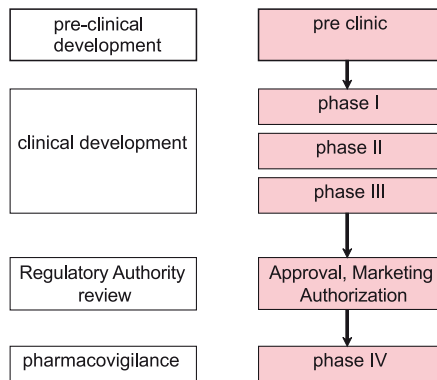 pre-clinical
development
pre clinic
phase I
clinical development
phase II
phase III
Regulatory Authority
review
Approval, Marketing
Authorization
pharmacovigilance
phase IV